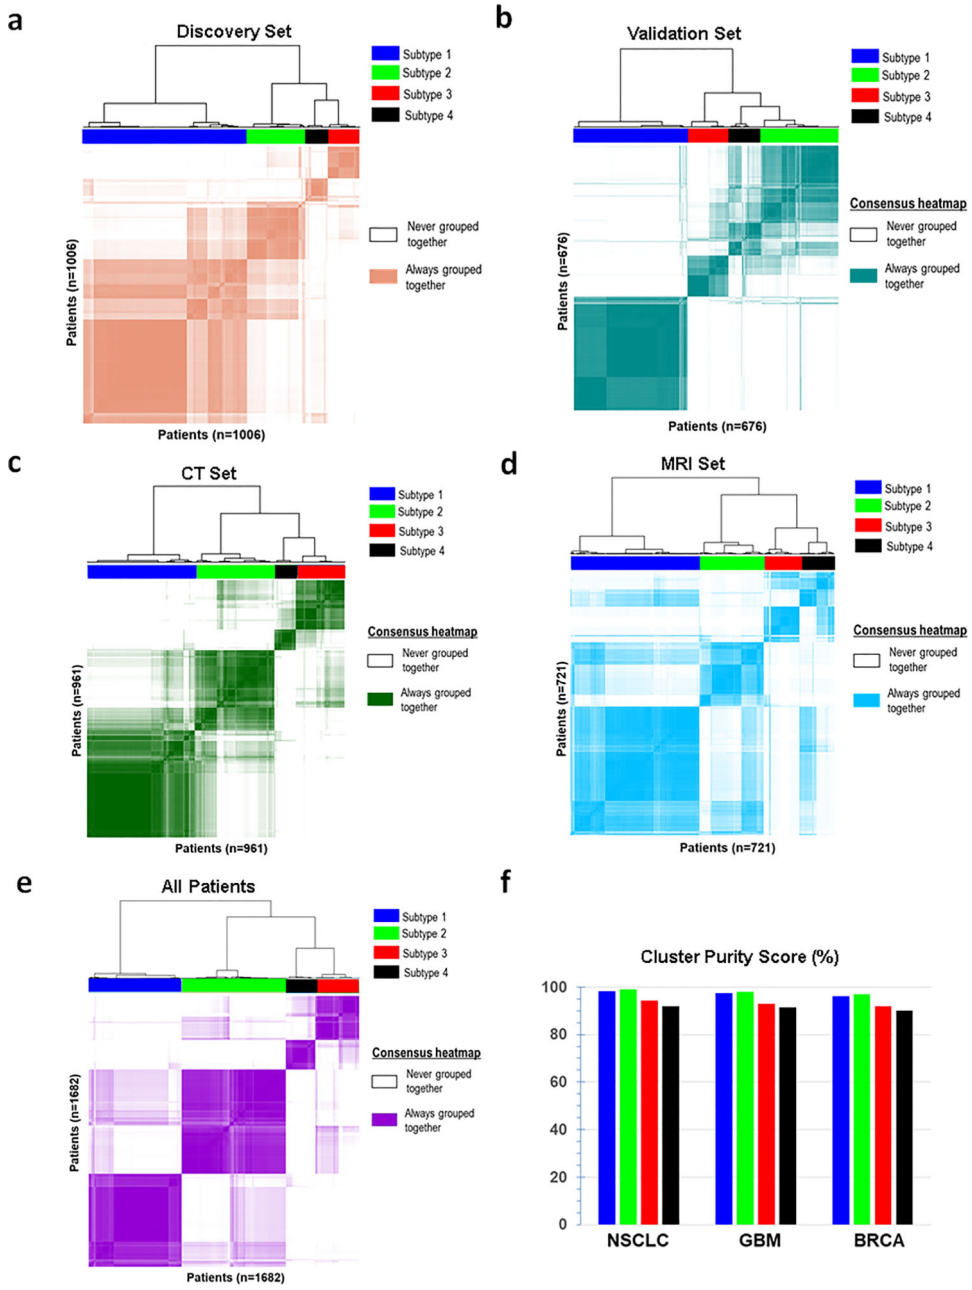 a
Discovery Set
Subtype 1
Subtype 2
Subtype 3
Subtype 4
Never grouped
together
Always grouped
together
Patients (n=1006)
Patients (n=1006)
b
Validation Set
Subtype 1
Subtype 2
Subtype 3
Subtype 4
Consensus heatmap
Never grouped
together
Always grouped
together
Patients (n=676)
Patients (n=676)
c
CT Set
Subtype 1
Subtype 2
Subtype 3
Subtype 4
Consensus heatmap
Never grouped
together
Always grouped
together
Patients (n=961)
Patients (n=961)
d
MRI Set
Subtype 1
Subtype 2
Subtype 3
Subtype 4
Consensus heatmap
Never grouped
together
Always grouped
together
Patients (n=721)
Patients (n=721)
e
All Patients
Subtype 1
Subtype 2
Subtype 3
Subtype 4
Consensus heatmap
Never grouped
together
Always grouped
together
Patients (n=1682)
Patients (n=1682)
f
Cluster Purity Score (%)
100
80
60
40
20
0
NSCLC GBM BRCA